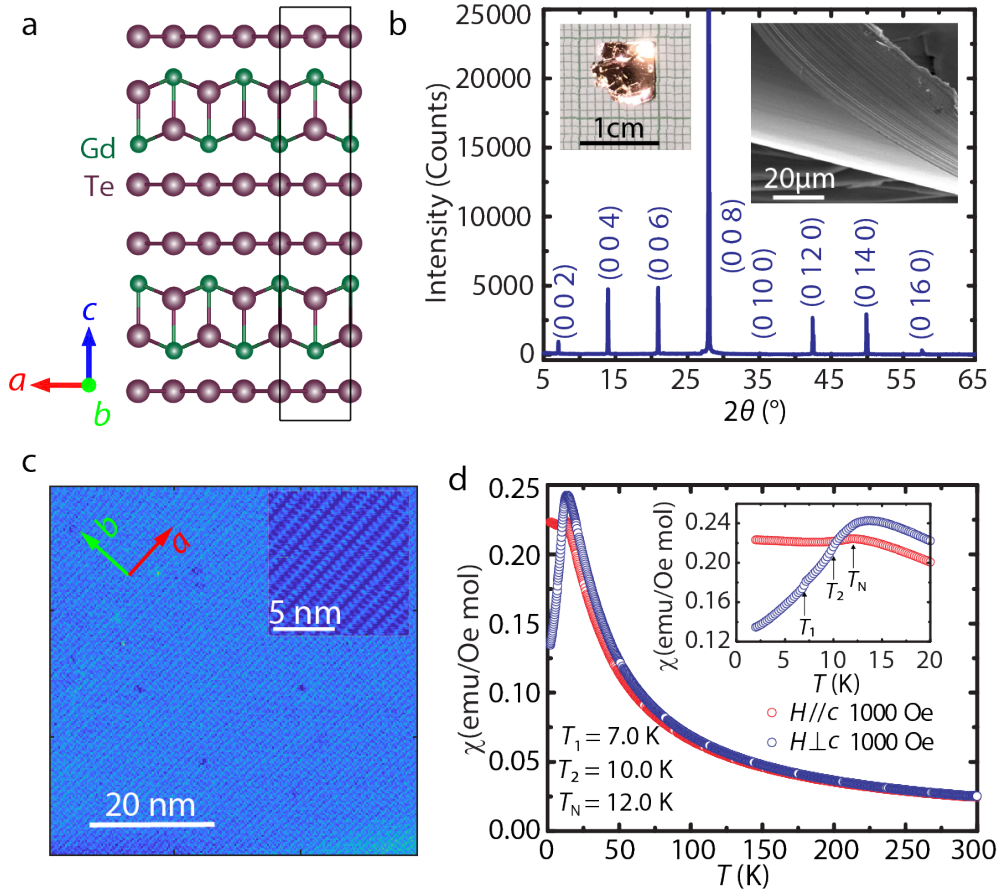 a
Gd
Te
c
a
b
b
Intensity (Counts)
25000
20000
15000
10000
5000
0
5
15
25
35
45
55
65
2θ (°)
1cm
20μm
(0 0 2)
(0 0 4)
(0 0 6)
(0 0 8)
(0 10 0)
(0 12 0)
(0 14 0)
(0 16 0)
c
b
a
5 nm
20 nm
d
χ(emu/Oe mol)
0.25
0.20
0.15
0.10
0.05
0.00
0
50
100
150
200
250
300
T (K)
χ(emu/Oe mol)
0.24
0.20
0.16
0.12
0
5
10
15
20
T (K)
T1
T2
TN
H//c 1000 Oe
H⊥c 1000 Oe
T1 = 7.0 K
T2 = 10.0 K
TN = 12.0 K